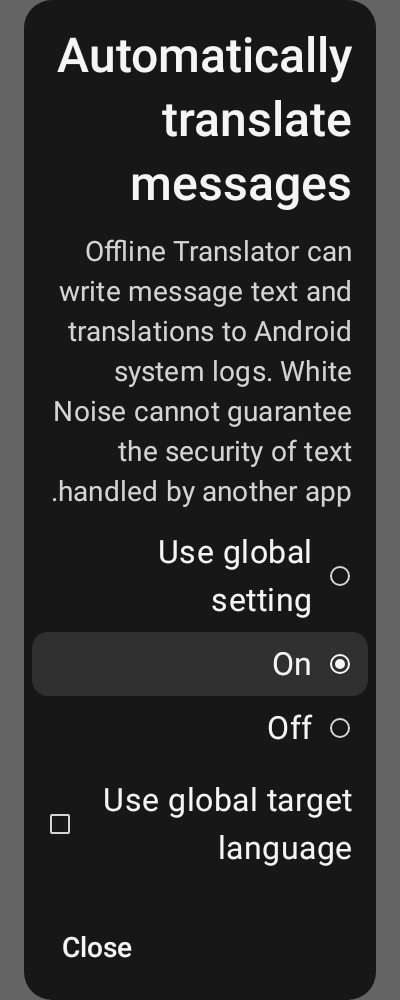 Automatically
translate
messages
Offline Translator can
write message text and
translations to Android
system logs. White
Noise cannot guarantee
the security of text
.handled by another app
Use global
setting
On
Off
Use global target
language
Close